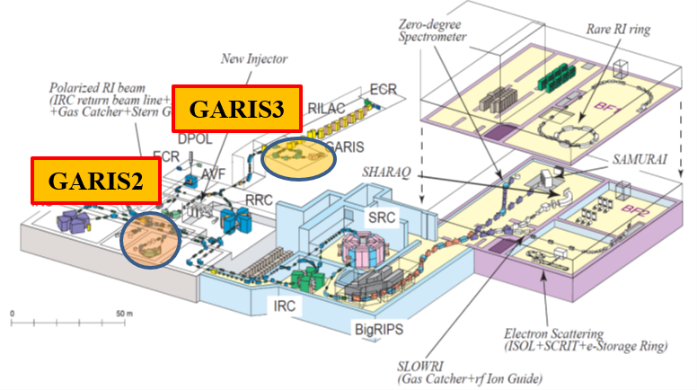 Zero-degree
Spectrometer
Rare RI ring
New Injector
Polarized RI beam
(IRC return beam line+
+Gas Catcher+Stern G
GARIS3
ECR
RILAC
GARIS
BF1
DPOL
ECR
AVF
GARIS2
RRC
SHARAQ
SAMURAI
SRC
BF2
IRC
BigRIPS
0
50 m
Electron Scattering
(ISOL+SCRIT+e-Storage Ring)
SLOWRI
(Gas Catcher+rf Ion Guide)